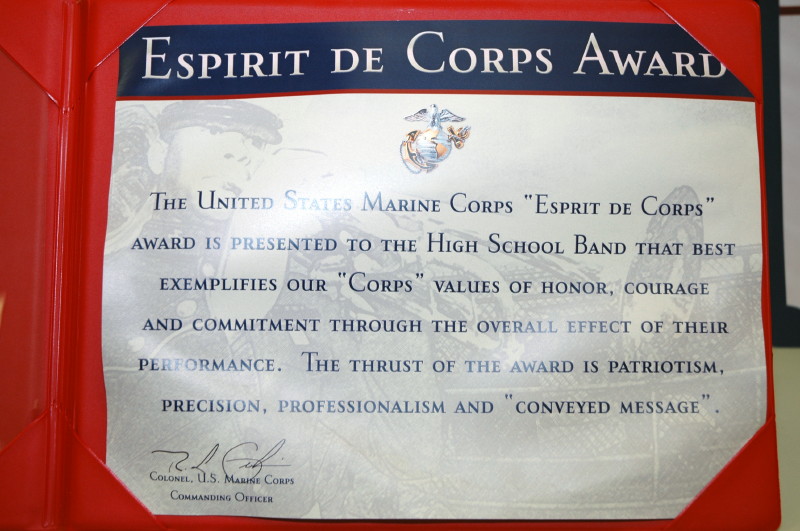 Espirit de Corps Award
The United States Marine Corps "Esprit de Corps"
award is presented to the High School Band that best
exemplifies our "Corps" values of honor, courage
and commitment through the overall effect of their
performance. The thrust of the award is patriotism,
precision, professionalism and "conveyed message".
Colonel, U.S. Marine Corps
Commanding Officer